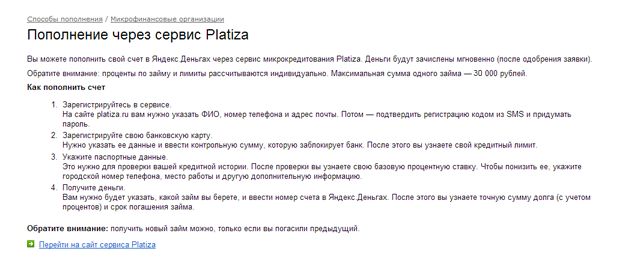 Способы пополнения / Микрофинансовые организации
Пополнение через сервис Platiza
Вы можете пополнить свой счет в Яндекс.Деньгах через сервис микрокредитования Platiza. Деньги будут зачислены мгновенно (после одобрения заявки).
Обратите внимание: проценты по займу и лимиты рассчитываются индивидуально. Максимальная сумма одного займа — 30 000 рублей.
Как пополнить счет
1. Зарегистрируйтесь в сервисе.
На сайте platiza.ru вам нужно указать ФИО, номер телефона и адрес почты. Потом — подтвердить регистрацию кодом из SMS и придумать
пароль.
2. Зарегистрируйте свою банковскую карту.
Нужно указать ее данные и ввести контрольную сумму, которую заблокирует банк. После этого вы узнаете свой кредитный лимит.
3. Укажите паспортные данные.
Это нужно для проверки вашей кредитной истории. После проверки вы узнаете свою базовую процентную ставку. Чтобы понизить ее, укажите
городской номер телефона, место работы и другую дополнительную информацию.
4. Получите деньги.
Вам нужно будет указать, какой займ вы берете, и ввести номер счета в Яндекс.Деньгах. После этого вы узнаете точную сумму долга (с учетом
процентов) и срок погашения займа.
Обратите внимание: получить новый займ можно, только если вы погасили предыдущий.
Перейти на сайт сервиса Platiza